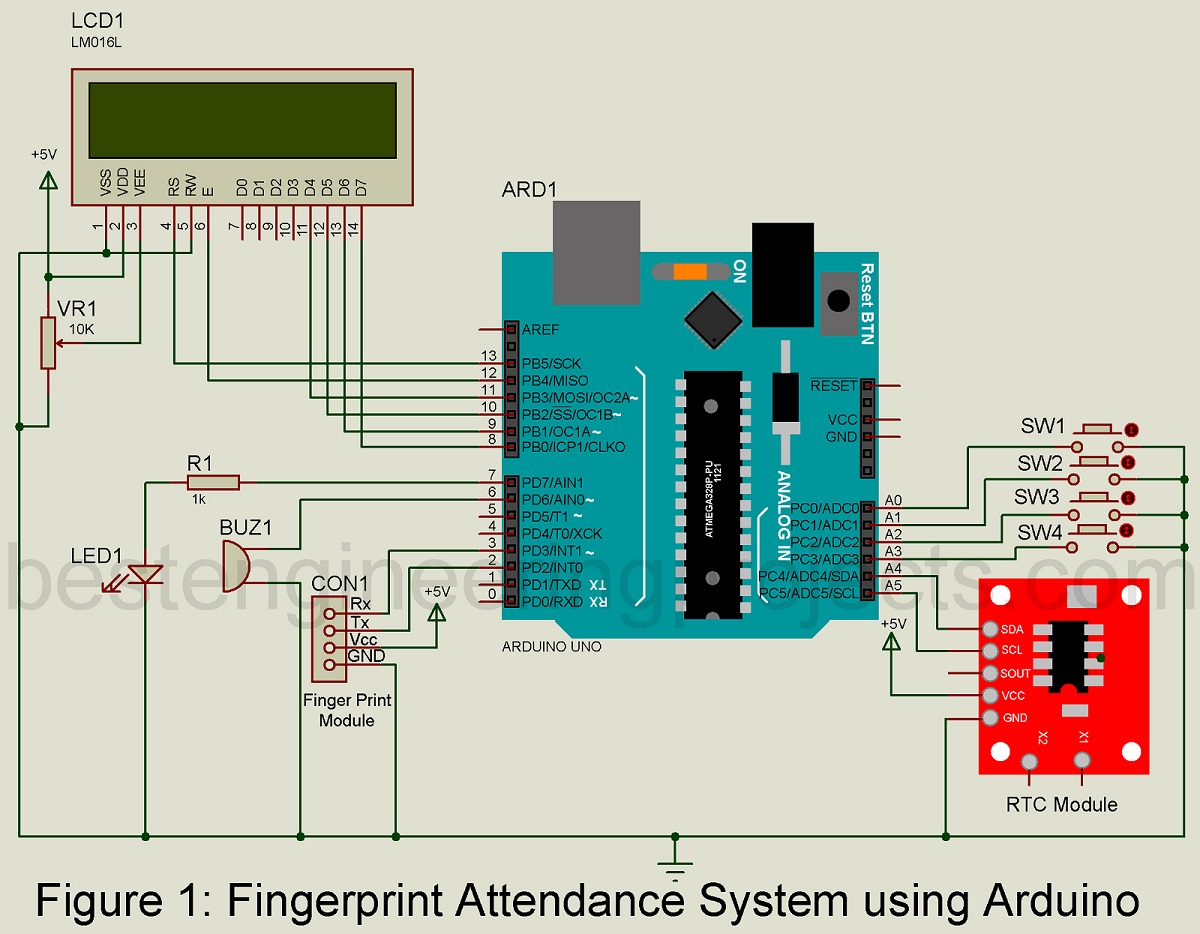 LCD1
LM016L
+5V
VSS VDD VEE RS RW E D0 D1 D2 D3 D4 D5 D6 D7
1 2 3 4 5 6 7 8 9 10 11 12 13 14
VR1
10K
ARD1
ON
Reset BTN
AREF
13 PB5/SCK
12 PB4/MISO
11 PB3/MOSI/OC2A~
10 PB2/SS/OC1B~
9 PB1/OC1A~
8 PB0/ICP1/CLKO
7 PD7/AIN1
6 PD6/AIN0~
5 PD5/T1~
4 PD4/T0/XCK
3 PD3/INT1~
2 PD2/INT0
1 PD1/TXD TX
0 PD0/RXD RX
ATMEGA328P-PU
1121
RESET
VCC
GND
ANALOG IN
PC0/ADC0 A0
PC1/ADC1 A1
PC2/ADC2 A2
PC3/ADC3 A3
PC4/ADC4/SDA A4
PC5/ADC5/SCL A5
ARDUINO UNO
SW1
SW2
SW3
SW4
R1
1k
BUZ1
LED1
CON1
Rx
Tx
Vcc
GND
+5V
Finger Print
Module
+5V
SDA
SCL
SOUT
VCC
GND
X2 X1
RTC Module
bestengineeringprojects.com
Figure 1: Fingerprint Attendance System using Arduino